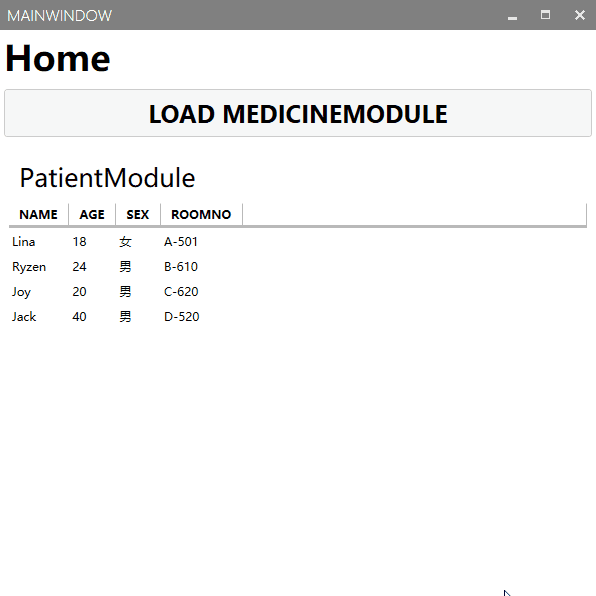 MAINWINDOW
Home
LOAD MEDICINEMODULE
PatientModule
NAME AGE SEX ROOMNO
Lina 18 女 A-501
Ryzen 24 男 B-610
Joy 20 男 C-620
Jack 40 男 D-520